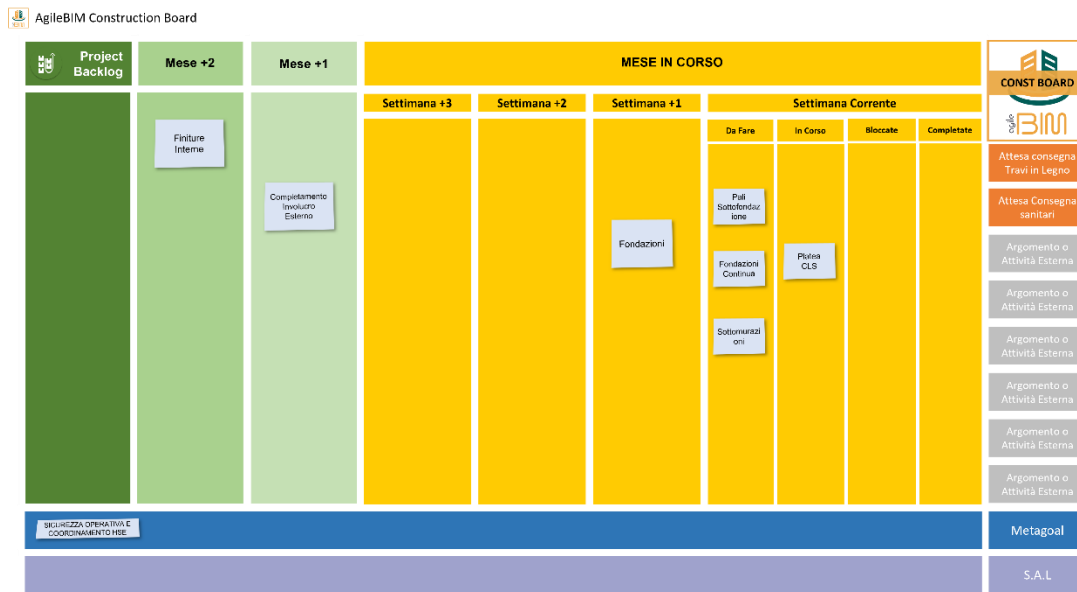 AgileBIM Construction Board
Project
Backlog
Mese +2
Mese +1
MESE IN CORSO
CONST BOARD
agile BIM
Settimana +3
Settimana +2
Settimana +1
Settimana Corrente
Da Fare
In Corso
Bloccate
Completate
Finiture
Interne
Completamento
Involucro
Esterno
Fondazioni
Pali
Sottofondaz
ione
Fondazioni
Continua
Sottomurazi
oni
Platea
CLS
Attesa consegna
Travi in Legno
Attesa Consegna
sanitari
Argomento o
Attività Esterna
Argomento o
Attività Esterna
Argomento o
Attività Esterna
Argomento o
Attività Esterna
Argomento o
Attività Esterna
Argomento o
Attività Esterna
SICUREZZA OPERATIVA E
COORDINAMENTO HSE
Metagoal
S.A.L